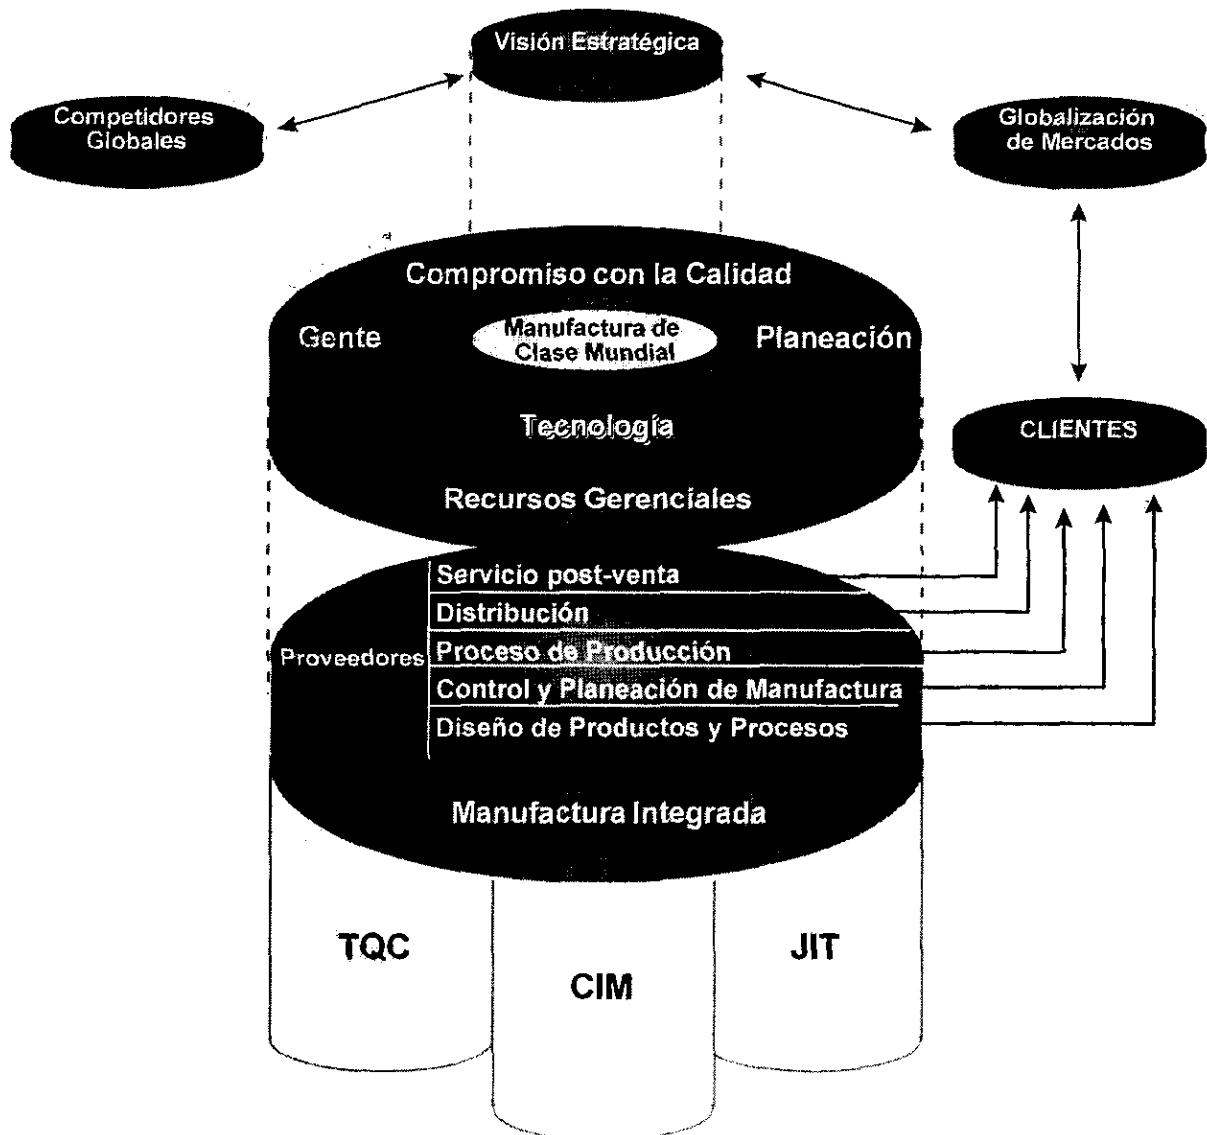 Visión Estratégica
Competidores
Globales
Globalización
de Mercados
Compromiso con la Calidad
Gente
Manufactura de
Clase Mundial
Planeación
Tecnología
CLIENTES
Recursos Gerenciales
Servicio post-venta
Distribución
Proveedores
Proceso de Producción
Control y Planeación de Manufactura
Diseño de Productos y Procesos
Manufactura Integrada
TQC
JIT
CIM